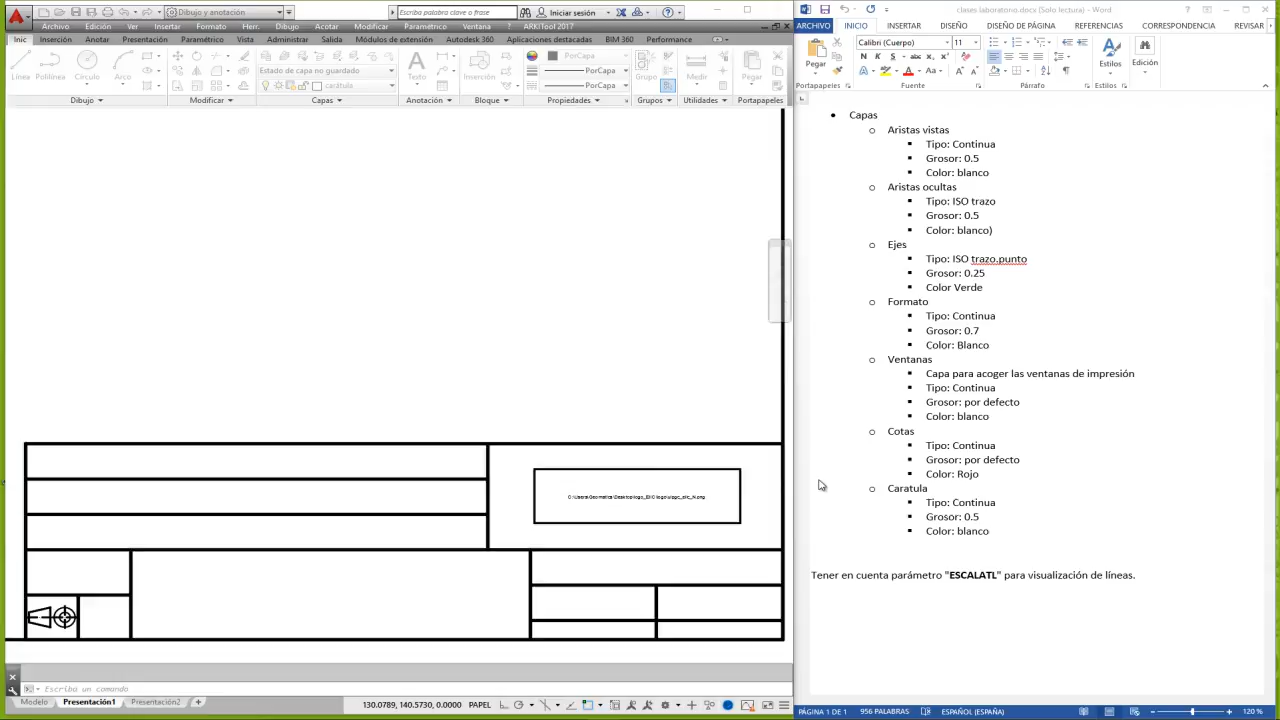 Dibujo y anotación
Escriba palabra clave o frase
Iniciar sesión
Archivo Edición Ver Insertar Formato Herr. Dibujo Acotar Modificar Paramétrico Ventana ? ARKITool 2017
Inic Inserción Anotar Presentación Paramétrico Vista Administrar Salida Módulos de extensión Autodesk 360 Aplicaciones destacadas BIM 360 Performance
Línea Polilínea Círculo Arco
Estado de capa no guardado
carátula
Texto
Inserción
PorCapa
PorCapa
PorCapa
Grupo
Medir
Pegar
Dibujo Modificar Capas Anotación Bloque Propiedades Grupos Utilidades Portapapeles
Escriba un comando
Modelo Presentación1 Presentación2 +
130.0789, 140.5730, 0.0000 PAPEL
clases laboratorio.docx (Solo lectura) - Word
ARCHIVO INICIO INSERTAR DISEÑO DISEÑO DE PÁGINA REFERENCIAS CORRESPONDENCIA REVISAR
Pegar
Calibri (Cuerpo) 11
N K S abc x₂ x²
Aa
Estilos
Edición
Portapapeles Fuente Párrafo Estilos
• Capas
o Aristas vistas
▪ Tipo: Continua
▪ Grosor: 0.5
▪ Color: blanco
o Aristas ocultas
▪ Tipo: ISO trazo
▪ Grosor: 0.5
▪ Color: blanco)
o Ejes
▪ Tipo: ISO trazo.punto
▪ Grosor: 0.25
▪ Color Verde
o Formato
▪ Tipo: Continua
▪ Grosor: 0.7
▪ Color: Blanco
o Ventanas
▪ Capa para acoger las ventanas de impresión
▪ Tipo: Continua
▪ Grosor: por defecto
▪ Color: blanco
o Cotas
▪ Tipo: Continua
▪ Grosor: por defecto
▪ Color: Rojo
o Caratula
▪ Tipo: Continua
▪ Grosor: 0.5
▪ Color: blanco
Tener en cuenta parámetro "ESCALATL" para visualización de líneas.
PÁGINA 1 DE 1 956 PALABRAS ESPAÑOL (ESPAÑA) 120 %